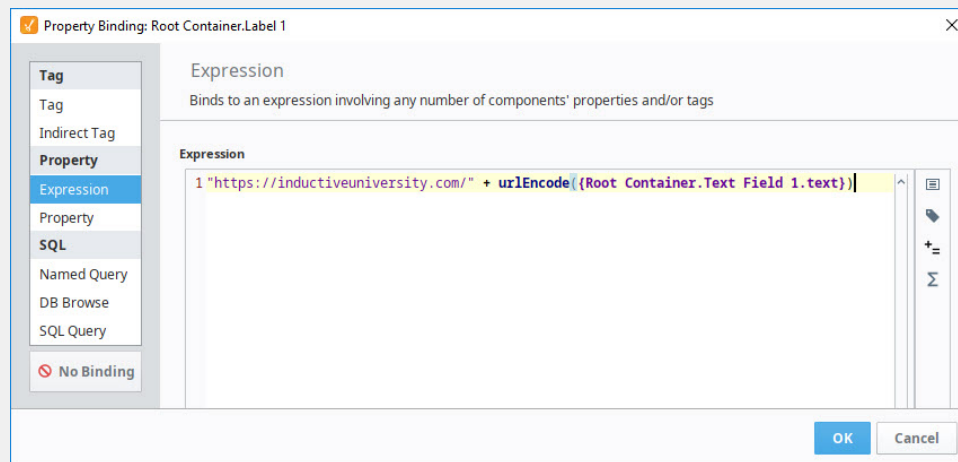 Property Binding: Root Container.Label 1
Tag
Tag
Indirect Tag
Property
Expression
Property
SQL
Named Query
DB Browse
SQL Query
No Binding
Expression
Binds to an expression involving any number of components' properties and/or tags
Expression
1 "https://inductiveuniversity.com/" + urlEncode({Root Container.Text Field 1.text})
OK Cancel